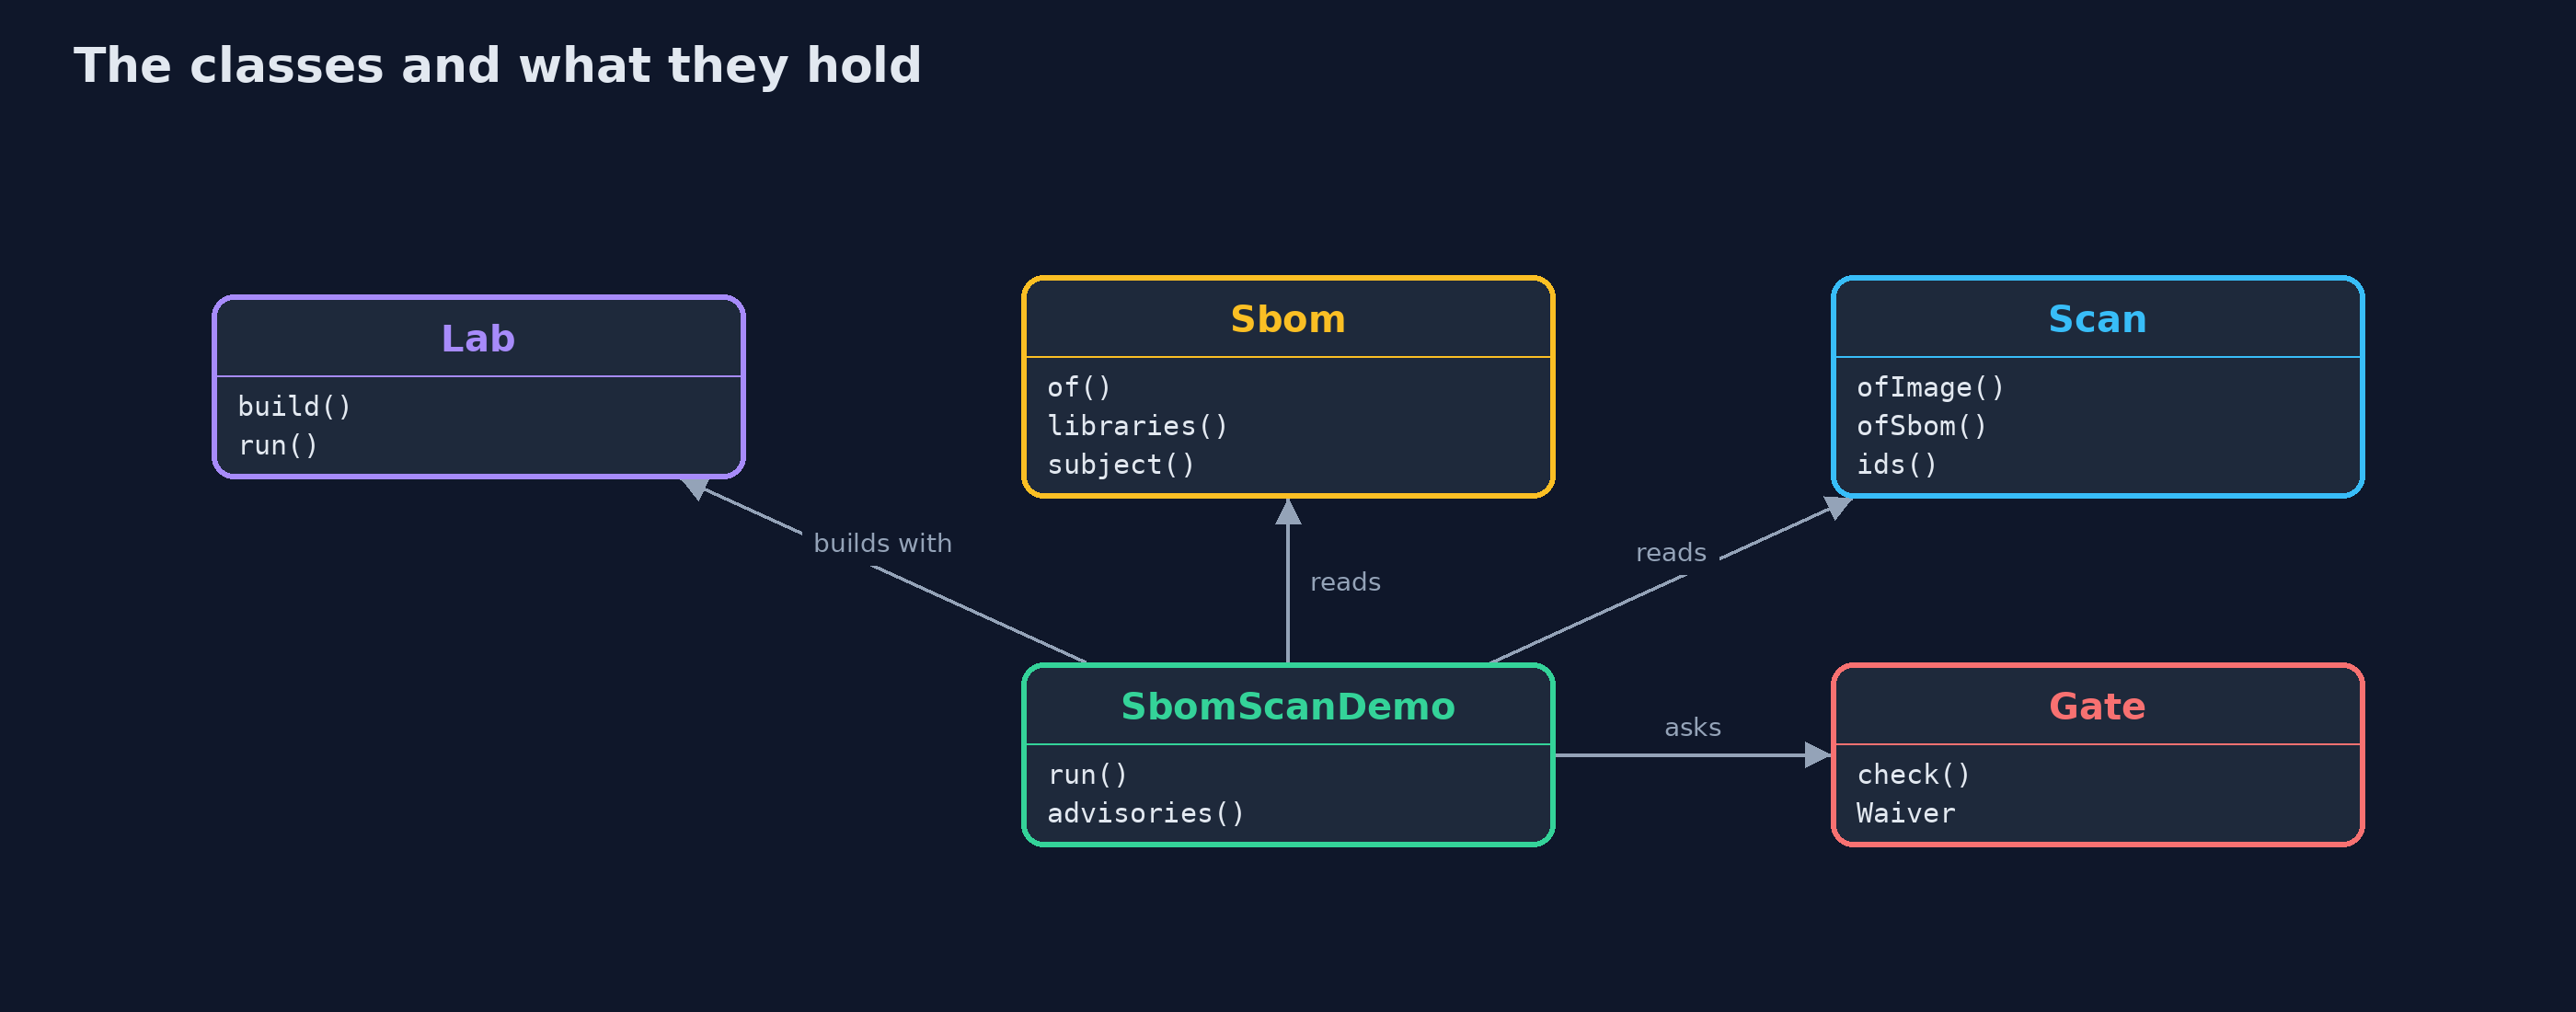 The classes and what they hold
Lab
build()
run()
Sbom
of()
libraries()
subject()
Scan
ofImage()
ofSbom()
ids()
builds with
reads
reads
SbomScanDemo
run()
advisories()
asks
Gate
check()
Waiver